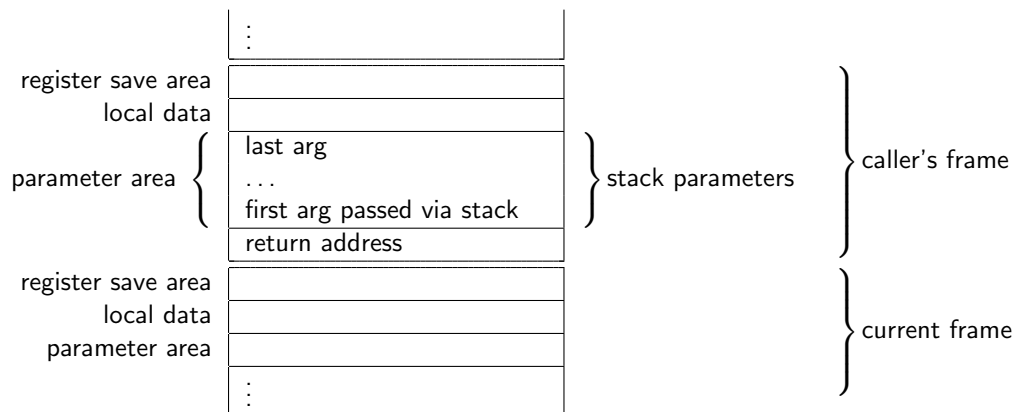 ⋮
register save area
local data
last arg
parameter area
. . .
stack parameters
caller's frame
first arg passed via stack
return address
register save area
local data
parameter area
current frame
⋮